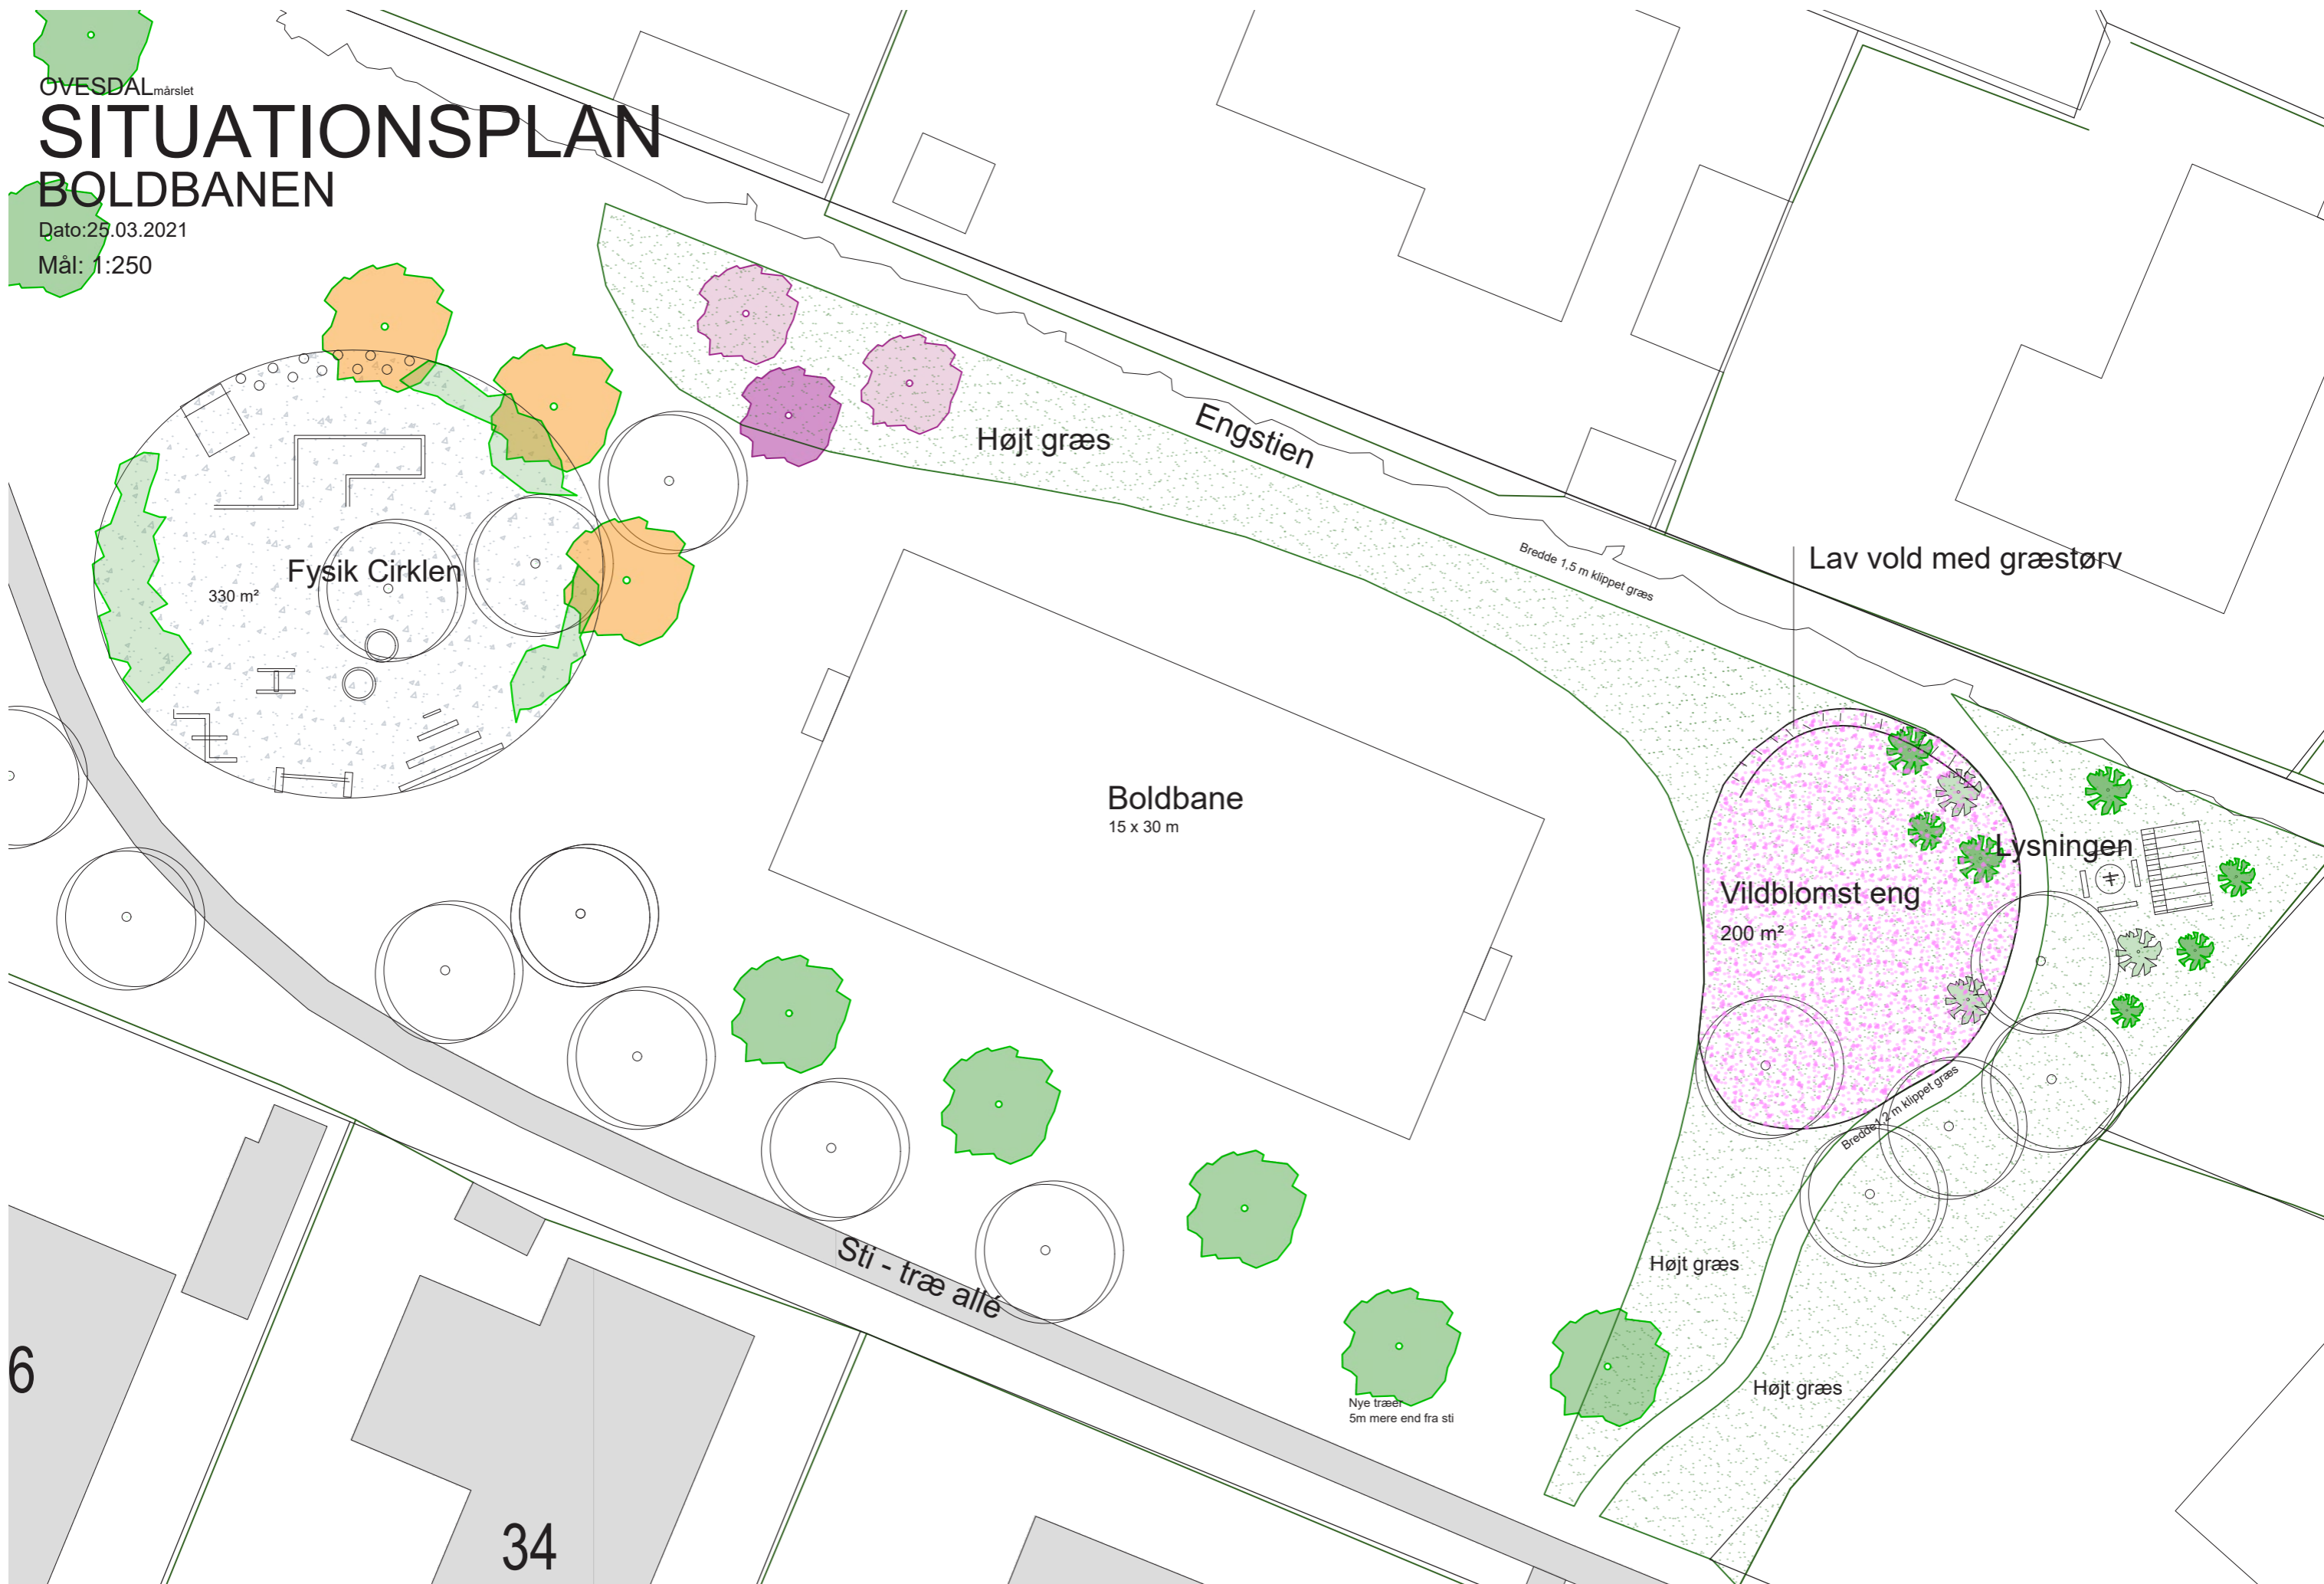 OVESDAL mårslet
SITUATIONSPLAN
BOLDBANEN
Dato:25.03.2021
Mål: 1:250
Højt græs
Engstien
Bredde 1,5 m klippet græs
Lav vold med græstørv
Fysik Cirklen
330 m²
Boldbane
15 x 30 m
Lysningen
Vildblomst eng
200 m²
Bredde 1,2 m klippet græs
Sti - træ allé
Højt græs
Højt græs
Nye træer
5m mere end fra sti
6
34